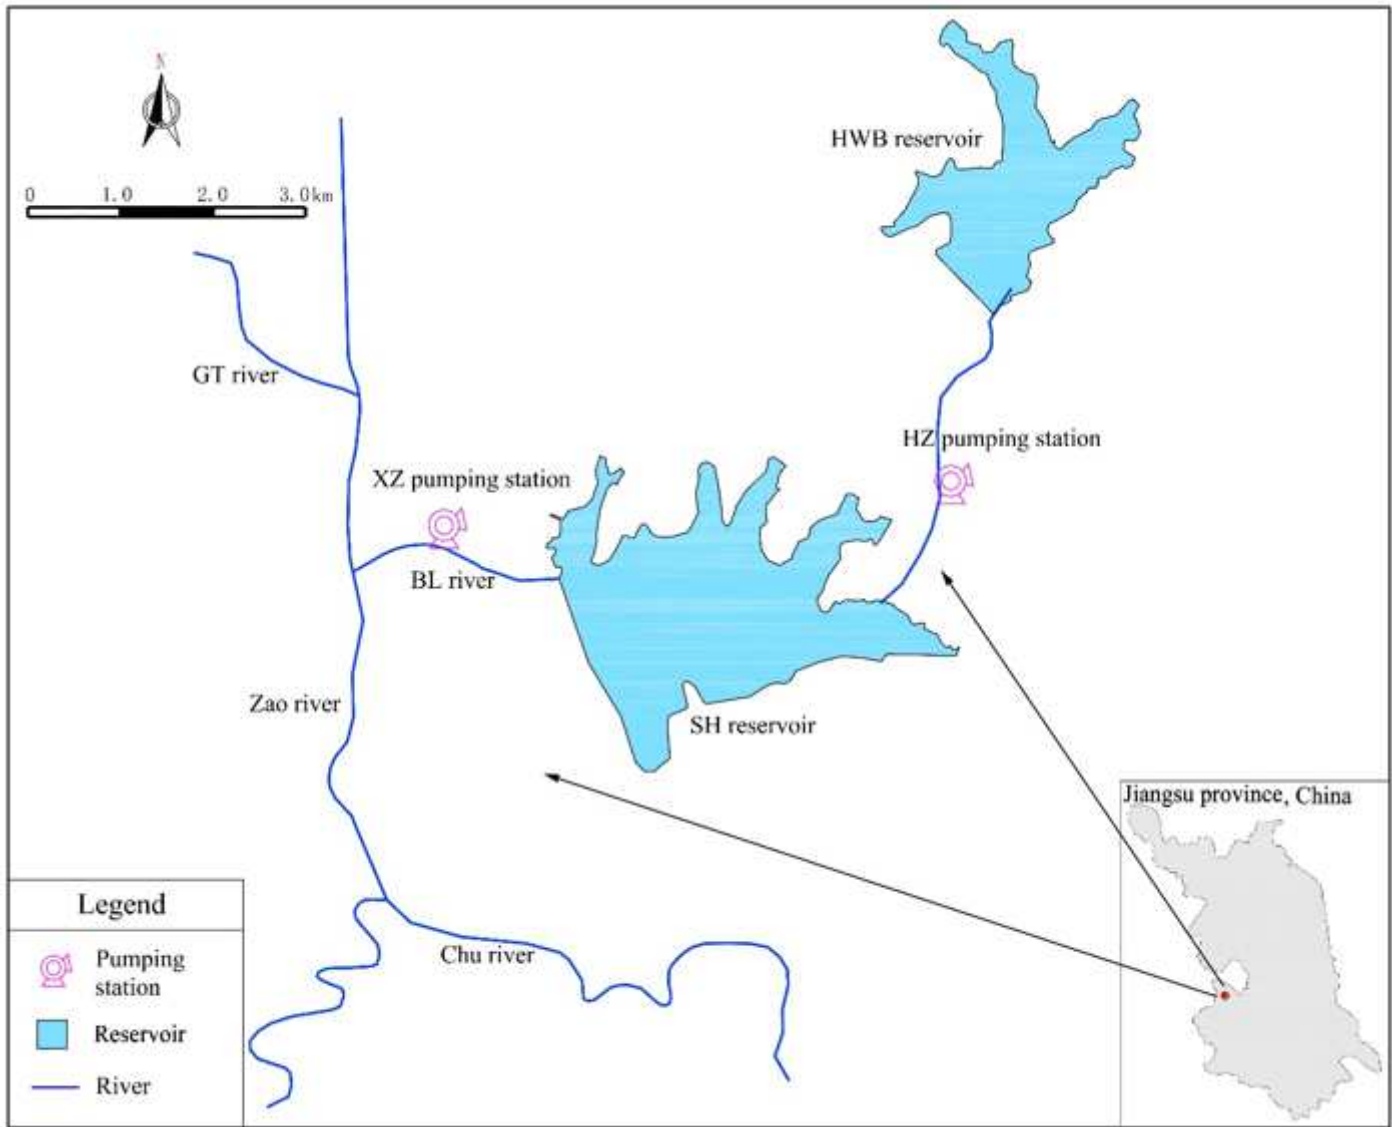 N
0 1.0 2.0 3.0km
HWB reservoir
GT river
HZ pumping station
XZ pumping station
BL river
Zao river
SH reservoir
Jiangsu province, China
Chu river
Legend
Pumping
station
Reservoir
River